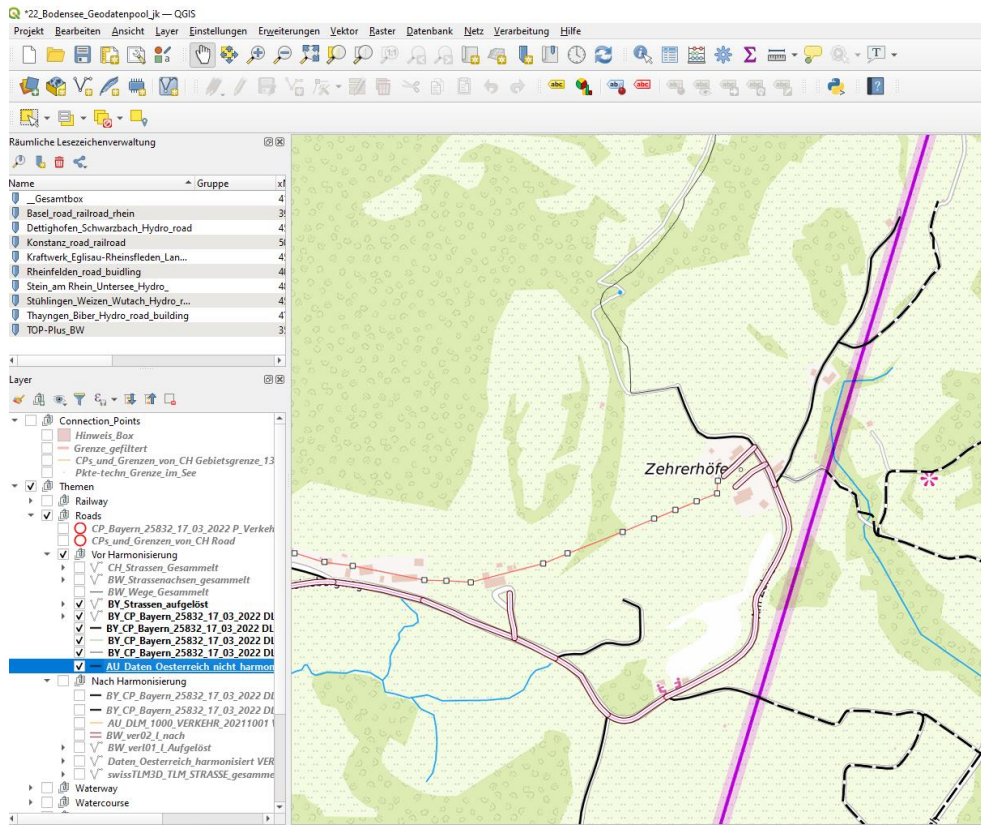 *22_Bodensee_Geodatenpool_jk — QGIS
Projekt Bearbeiten Ansicht Layer Einstellungen Erweiterungen Vektor Raster Datenbank Netz Verarbeitung Hilfe
Räumliche Lesezeichenverwaltung
Name Gruppe
__Gesamtbox
Basel_road_railroad_rhein
Dettighofen_Schwarzbach_Hydro_road
Konstanz_road_railroad
Kraftwerk_Eglisau-Rheinsfleden_Lan...
Rheinfelden_road_buidling
Stein_am Rhein_Untersee_Hydro_
Stühlingen_Weizen_Wutach_Hydro_r...
Thayngen_Biber_Hydro_road_building
TOP-Plus_BW
Layer
Connection_Points
Hinweis_Box
Grenze_gefiltert
CPs_und_Grenzen_von_CH Gebietsgrenze_13
Pkte-techn_Grenze_im_See
Themen
Railway
Roads
CP_Bayern_25832_17_03_2022 P_Verkeh
CPs_und_Grenzen_von_CH Road
Vor Harmonisierung
CH_Strassen_Gesammelt
BW_Strassenachsen_gesammelt
BW_Wege_Gesammelt
BY_Strassen_aufgelöst
BY_CP_Bayern_25832_17_03_2022 DL
BY_CP_Bayern_25832_17_03_2022 DL
BY_CP_Bayern_25832_17_03_2022 DL
BY_CP_Bayern_25832_17_03_2022 DL
AU_Daten_Oesterreich_nicht_harmon
Nach Harmonisierung
BY_CP_Bayern_25832_17_03_2022 DL
BY_CP_Bayern_25832_17_03_2022 DL
AU_DLM_1000_VERKEHR_20211001
BW_ver02_l_nach
BW_verl01_l_Aufgelöst
Daten_Oesterreich_harmonisiert VER
swissTLM3D_TLM_STRASSE_gesamme
Waterway
Watercourse
Zehrerhöfe